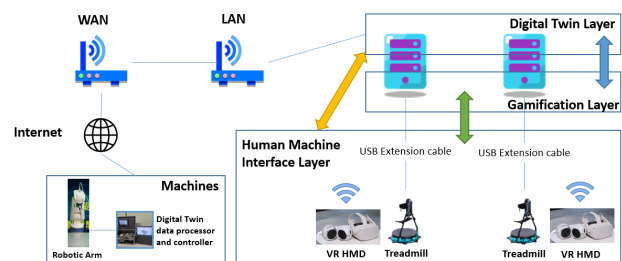 WAN
LAN
Digital Twin Layer
Gamification Layer
Internet
Human Machine
Interface Layer
USB Extension cable
USB Extension cable
Machines
Digital Twin
data processor
and controller
Robotic Arm
VR HMD
Treadmill
Treadmill
VR HMD